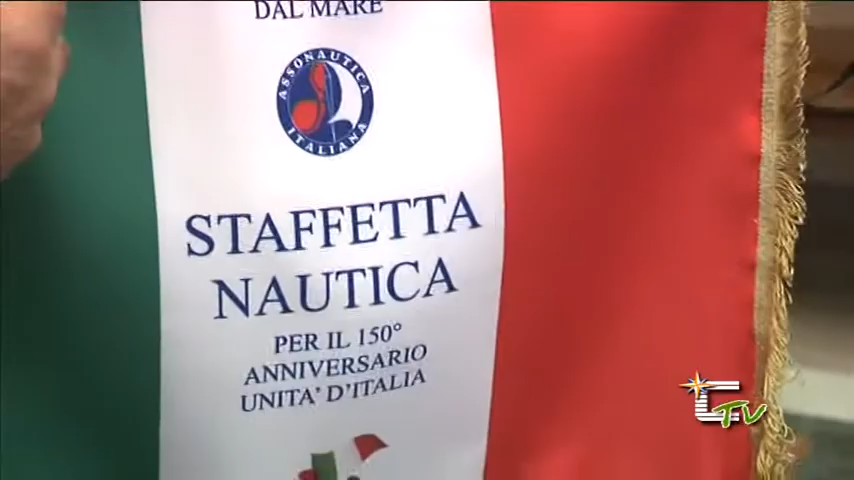 DAL MARE
ASSONAUTICA
ITALIANA
STAFFETTA
NAUTICA
PER IL 150°
ANNIVERSARIO
UNITA' D'ITALIA
TV